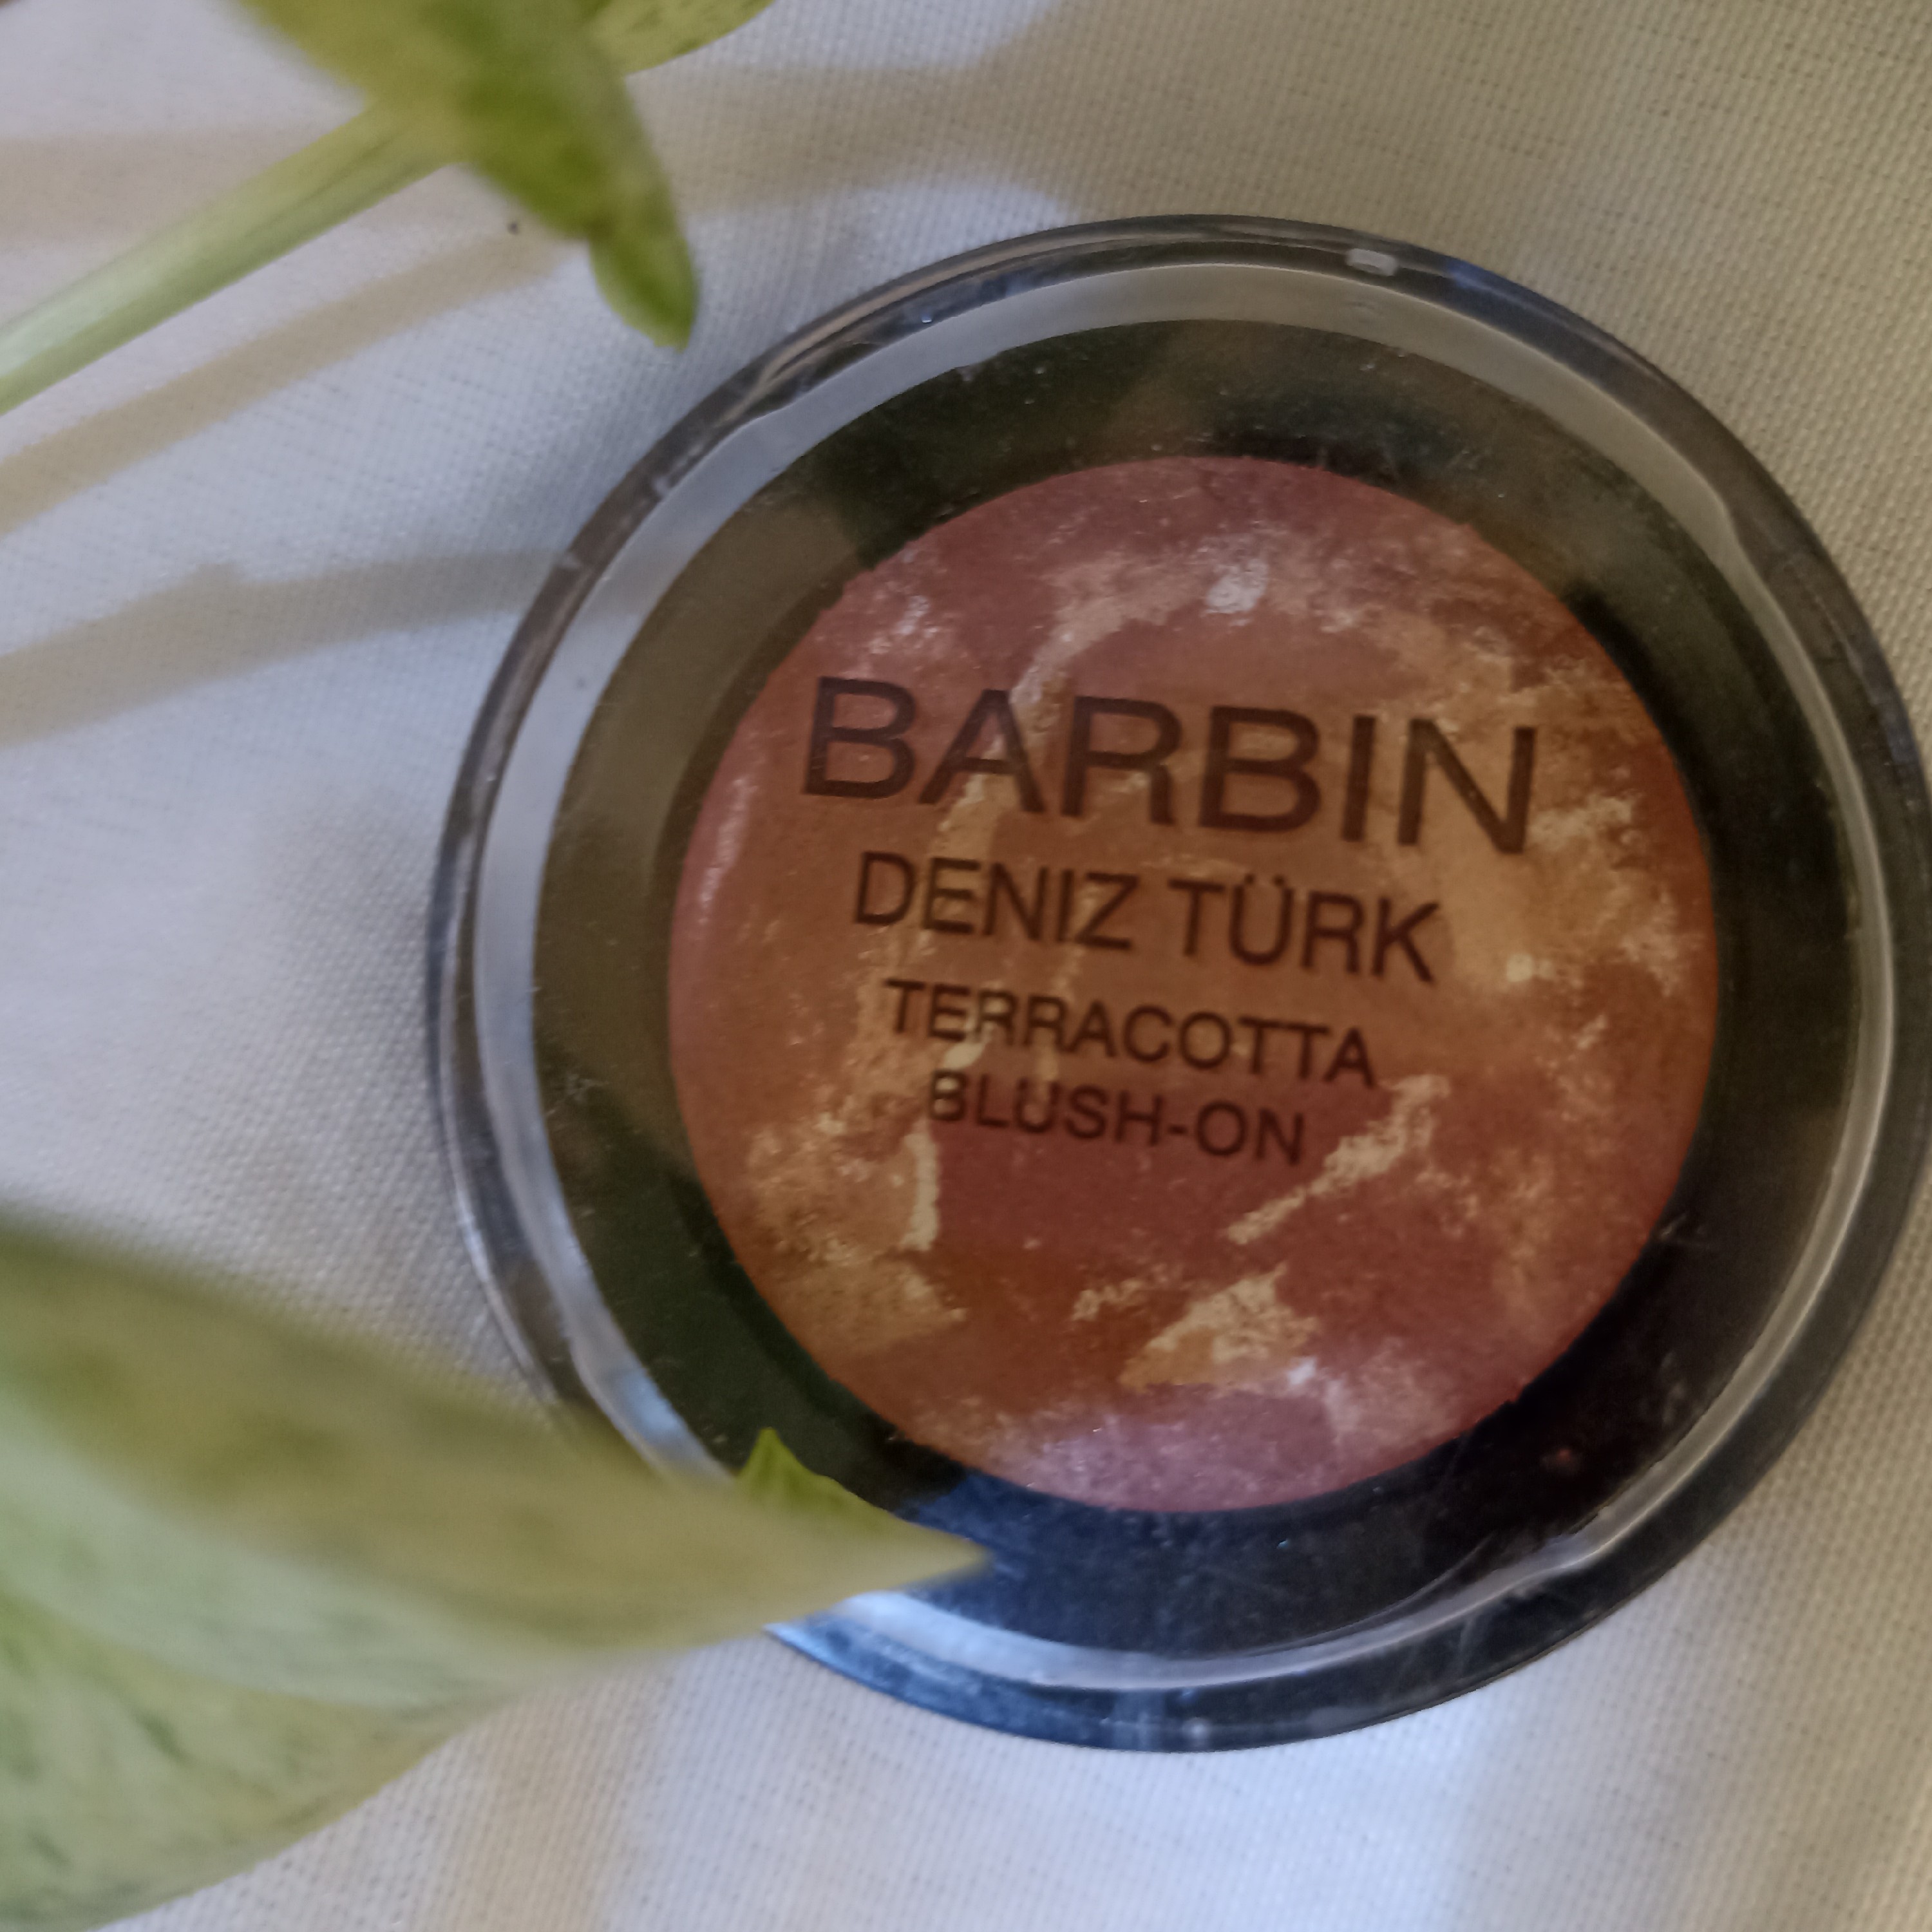 BARBIN
DENIZ TÜRK
TERRACOTTA
BLUSH-ON